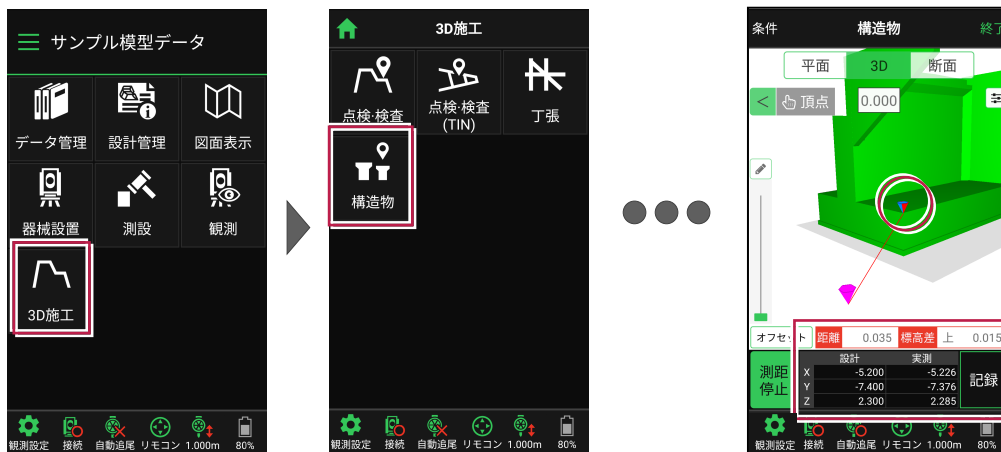 サンプル模型データ
データ管理 設計管理 図面表示
器械設置 測設 観測
3D施工
観測設定 接続 自動追尾 リモコン 1.000m 80%
3D施工
点検・検査 点検・検査 丁張
(TIN)
構造物
観測設定 接続 自動追尾 リモコン 1.000m 80%
条件 構造物 終了
平面 3D 断面
< 頂点 0.000
オフセット 距離 0.035 標高差 上 0.015
測距
停止
設計 実測
X -5.200 -5.226
Y -7.400 -7.376
Z 2.300 2.285
記録
観測設定 接続 自動追尾 リモコン 1.000m 80%